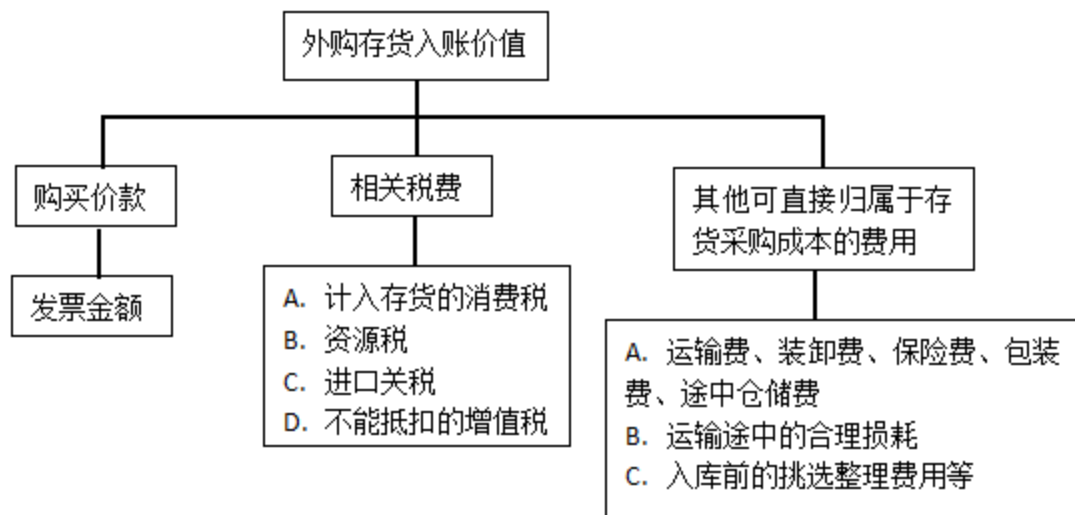 外购存货入账价值
购买价款
发票金额
相关税费
A. 计入存货的消费税
B. 资源税
C. 进口关税
D. 不能抵扣的增值税
其他可直接归属于存
货采购成本的费用
A. 运输费、装卸费、保险费、包装
费、途中仓储费
B. 运输途中的合理损耗
C. 入库前的挑选整理费用等